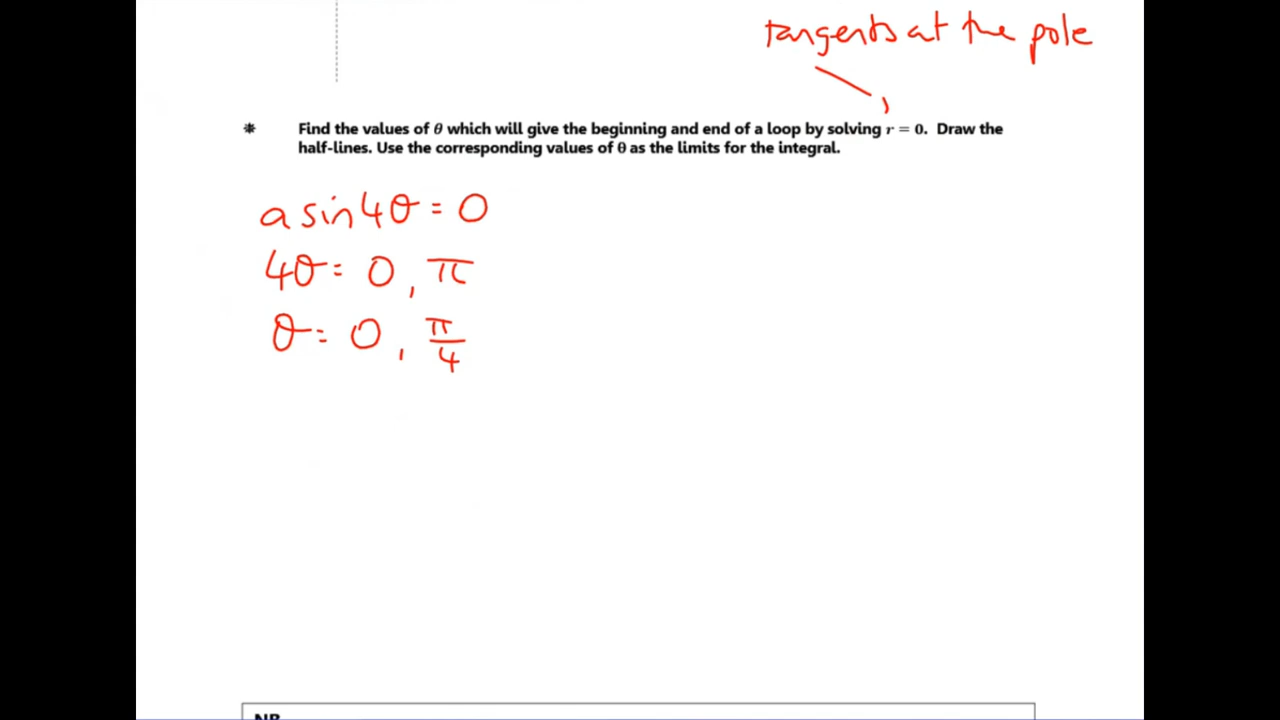 tangents at the pole
* Find the values of θ which will give the beginning and end of a loop by solving r = 0. Draw the
half-lines. Use the corresponding values of θ as the limits for the integral.
a sin 4θ = 0
4θ = 0, π
θ = 0, π/4
NB